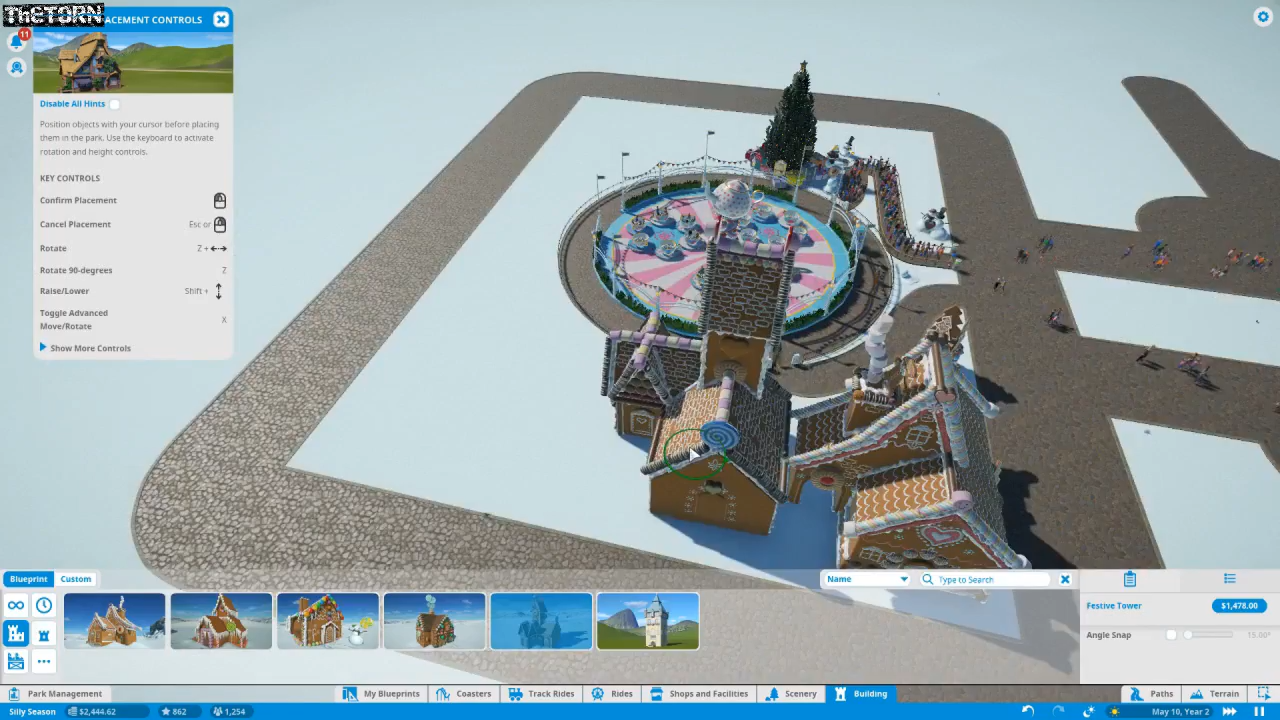 THETORN
ACEMENT CONTROLS
11
Disable All Hints
Position objects with your cursor before placing
them in the park. Use the keyboard to activate
rotation and height controls.
KEY CONTROLS
Confirm Placement
Cancel Placement Esc or
Rotate Z +
Rotate 90-degrees Z
Raise/Lower Shift +
Toglgle Advanced
Move/Rotate X
Show More Controls
Blueprint Custom
Name Type to Search
Festive Tower $1,478.00
Angle Snap 15.00°
Park Management My Blueprints Coasters Track Rides Rides Shops and Facilities Scenery Building Paths Terrain
Silly Season $2,444.62 862 1,254 May 10, Year 2